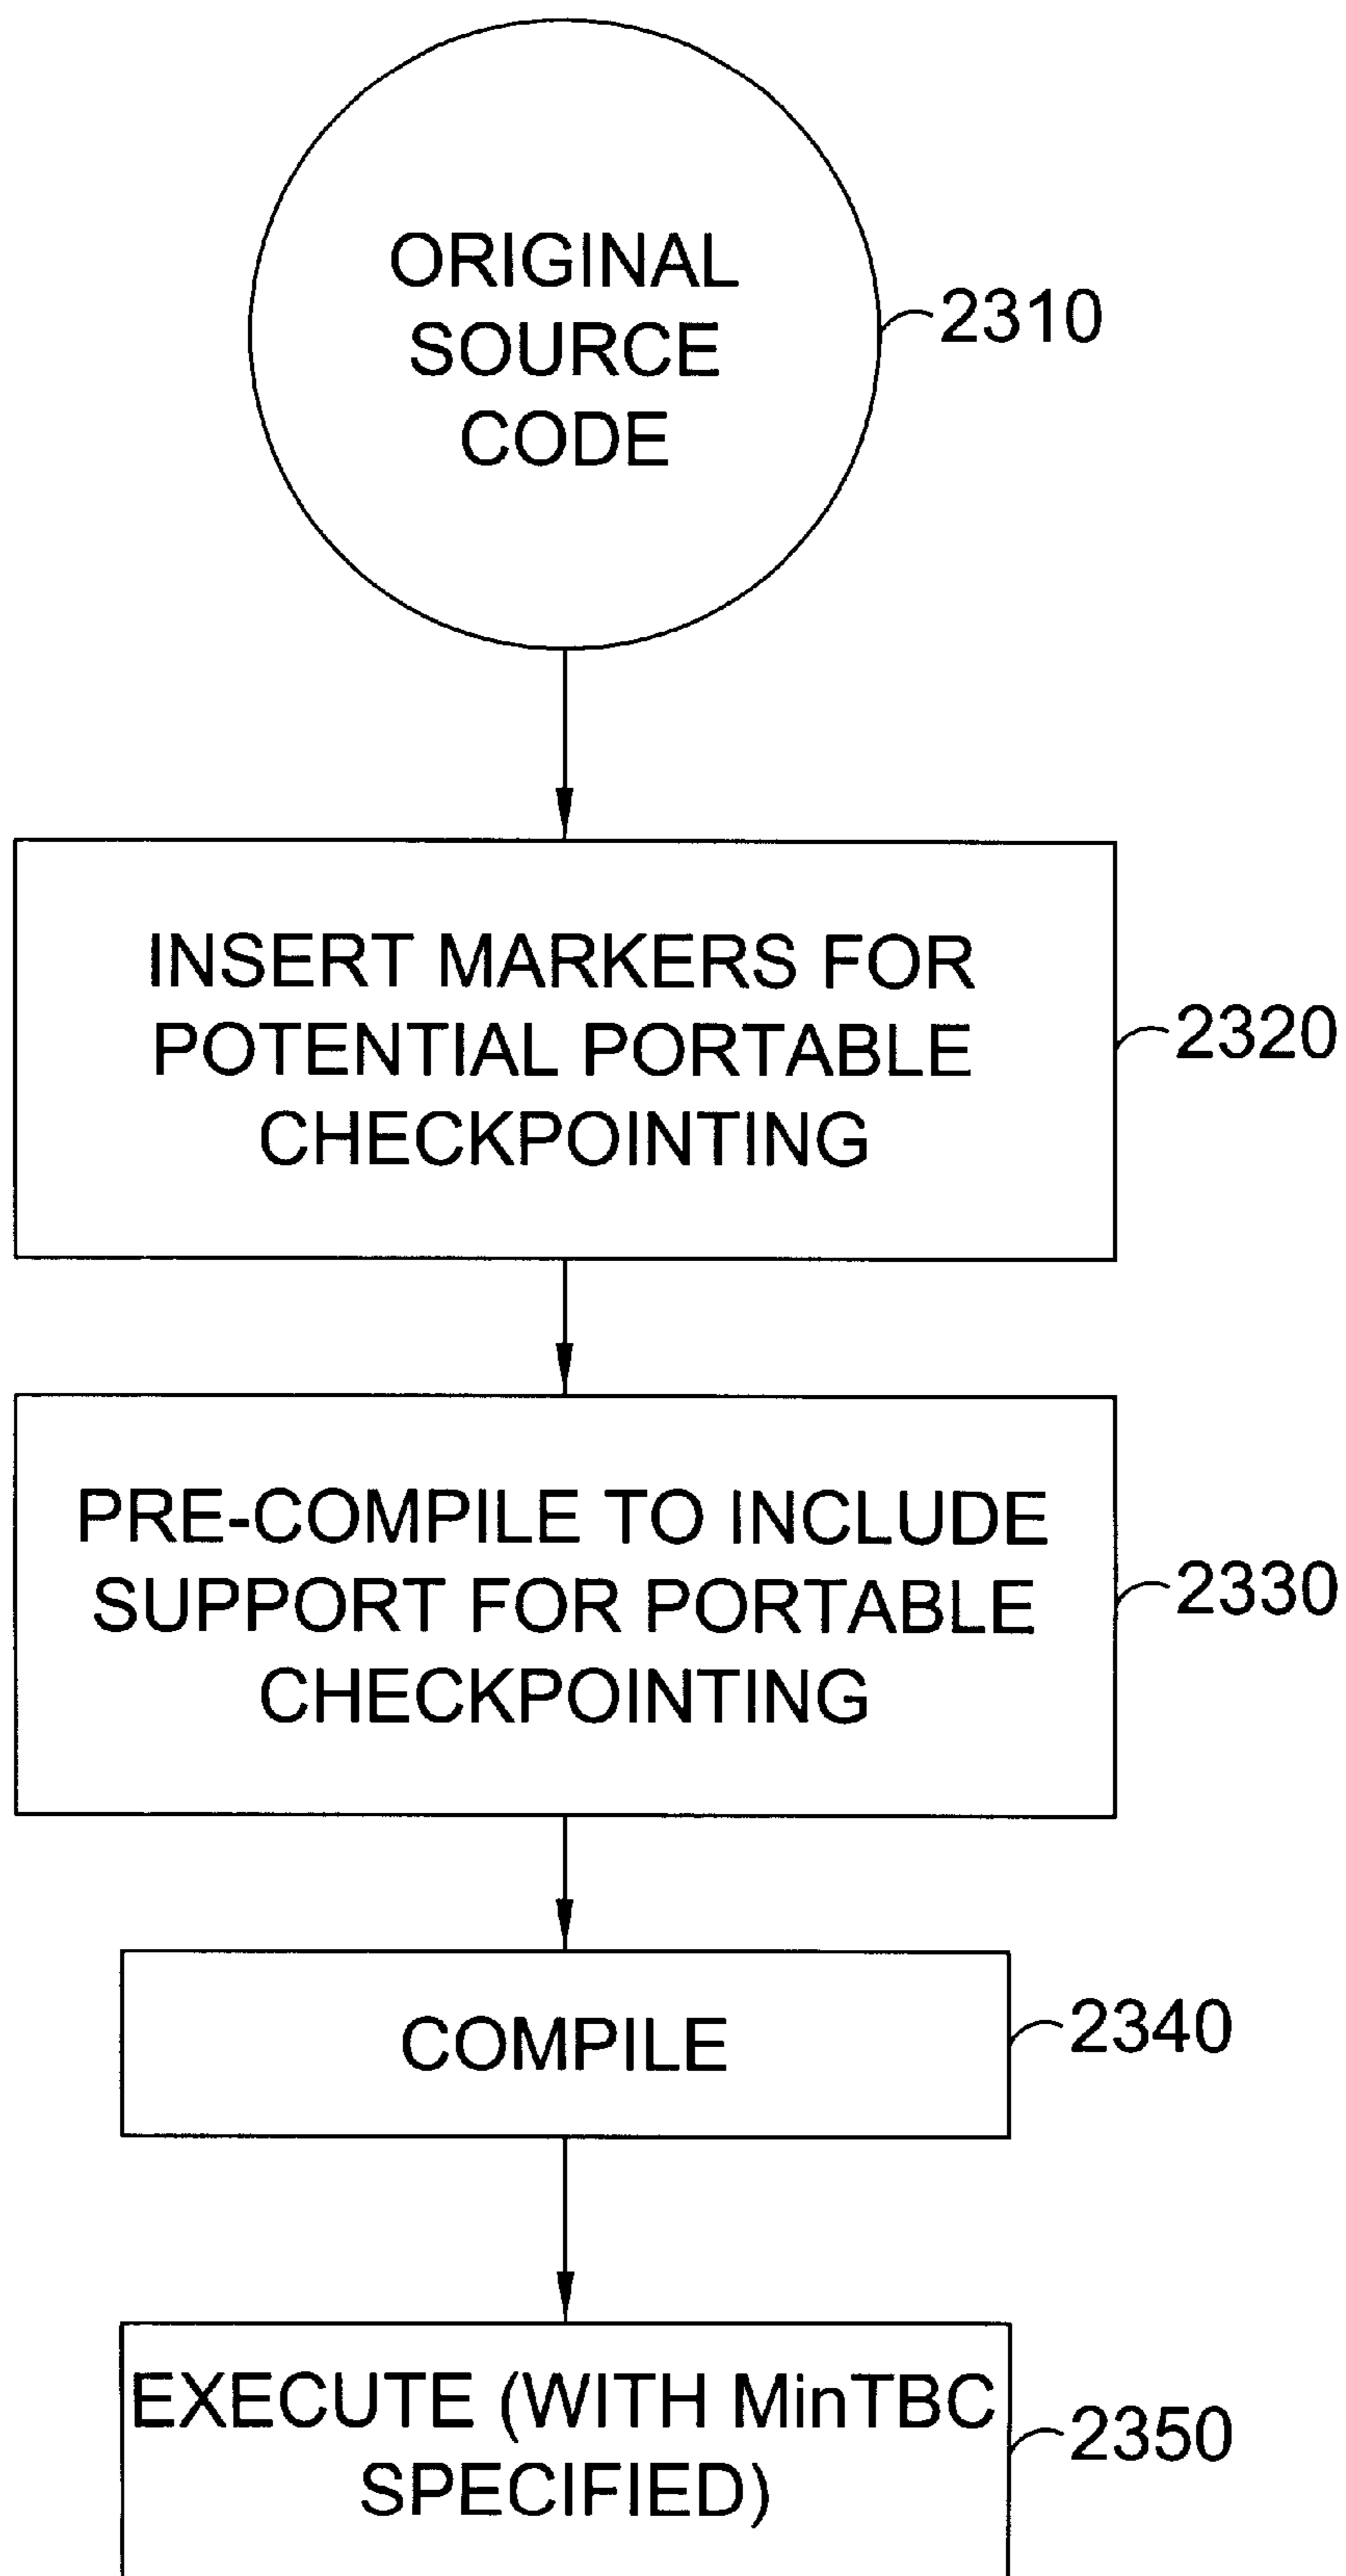 ORIGINAL
SOURCE
CODE
2310
INSERT MARKERS FOR
POTENTIAL PORTABLE
CHECKPOINTING
2320
PRE-COMPILE TO INCLUDE
SUPPORT FOR PORTABLE
CHECKPOINTING
2330
COMPILE
2340
EXECUTE (WITH MinTBC
SPECIFIED)
2350